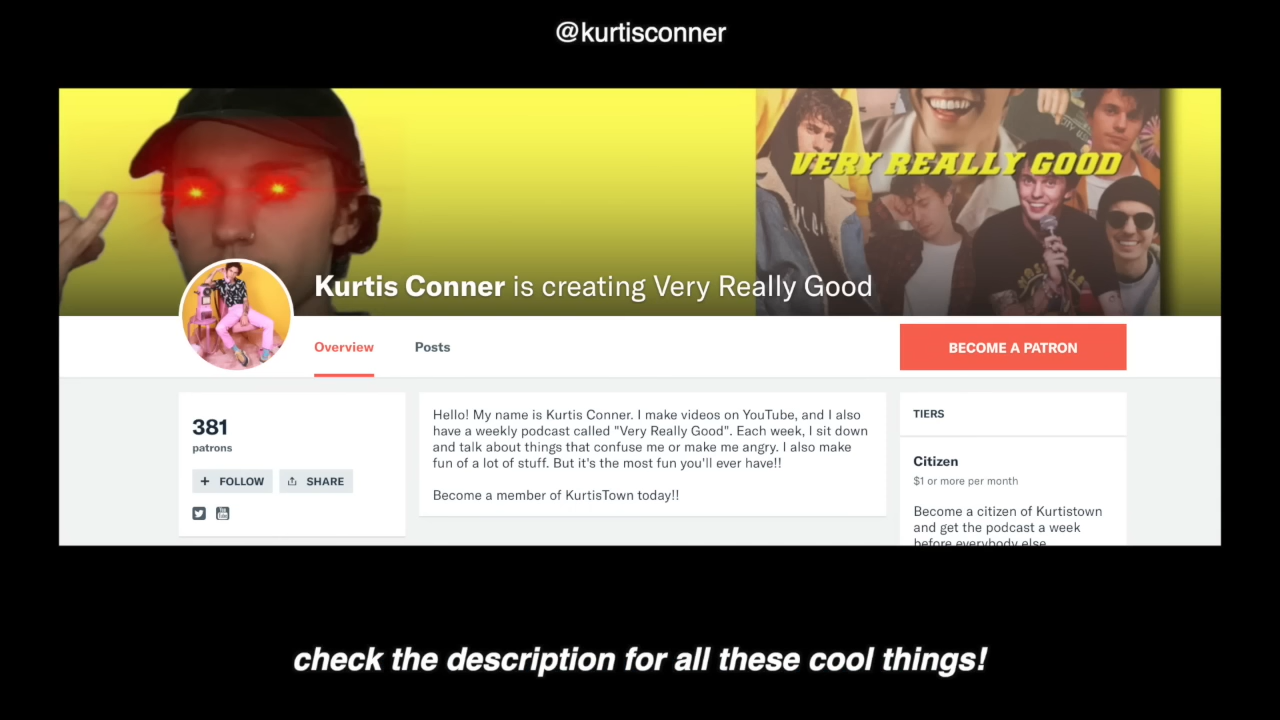 @kurtisconner
VERY REALLY GOOD
Kurtis Conner is creating Very Really Good
Overview
Posts
BECOME A PATRON
381
patrons
+ FOLLOW
SHARE
Hello! My name is Kurtis Conner. I make videos on YouTube, and I also
have a weekly podcast called "Very Really Good". Each week, I sit down
and talk about things that confuse me or make me angry. I also make
fun of a lot of stuff. But it's the most fun you'll ever have!!
Become a member of KurtisTown today!!
TIERS
Citizen
$1 or more per month
Become a citizen of Kurtistown
and get the podcast a week
before everybody else
check the description for all these cool things!